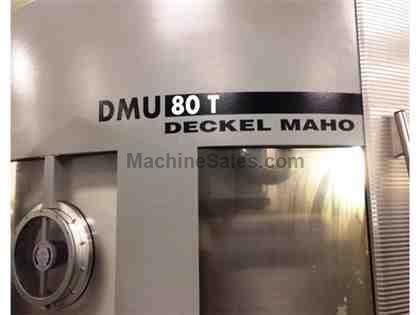 DMU 80 T
DECKEL MAHO
MachineSales.com